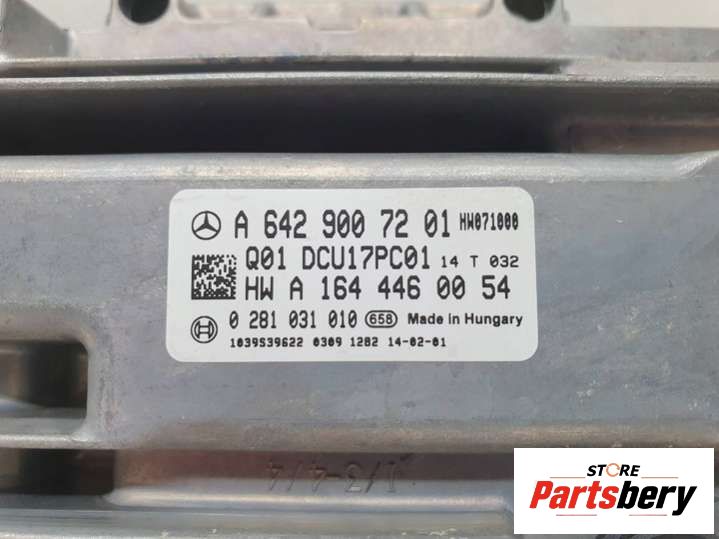 A 642 900 72 01 HW071000
Q01 DCU17PC01 14 T 032
HW A 164 446 00 54
0 281 031 010 658 Made in Hungary
1039S39622 0309 1282 14-02-01
STORE
Partsbery